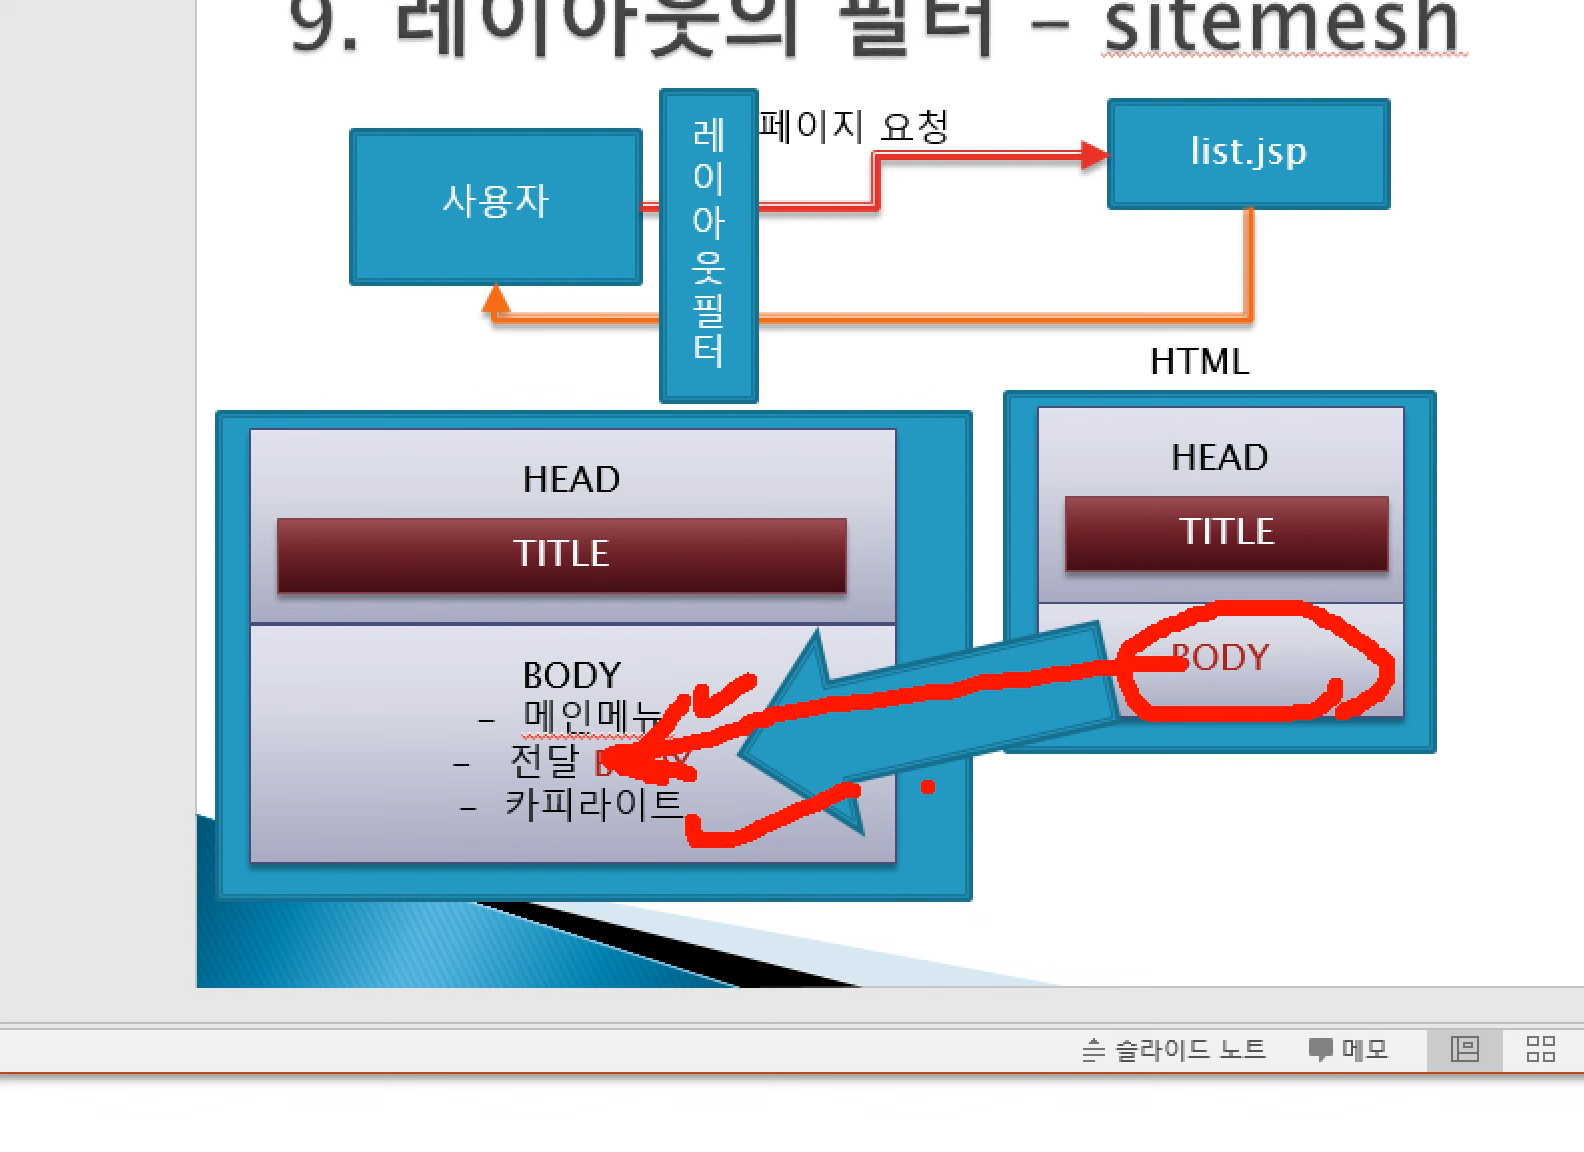 9. 레이아웃의 필터 - sitemesh
사용자
레이아웃필터
페이지 요청
list.jsp
HTML
HEAD
TITLE
BODY
- 메인메뉴
- 전달 BODY
- 카피라이트
HEAD
TITLE
BODY
슬라이드 노트
메모